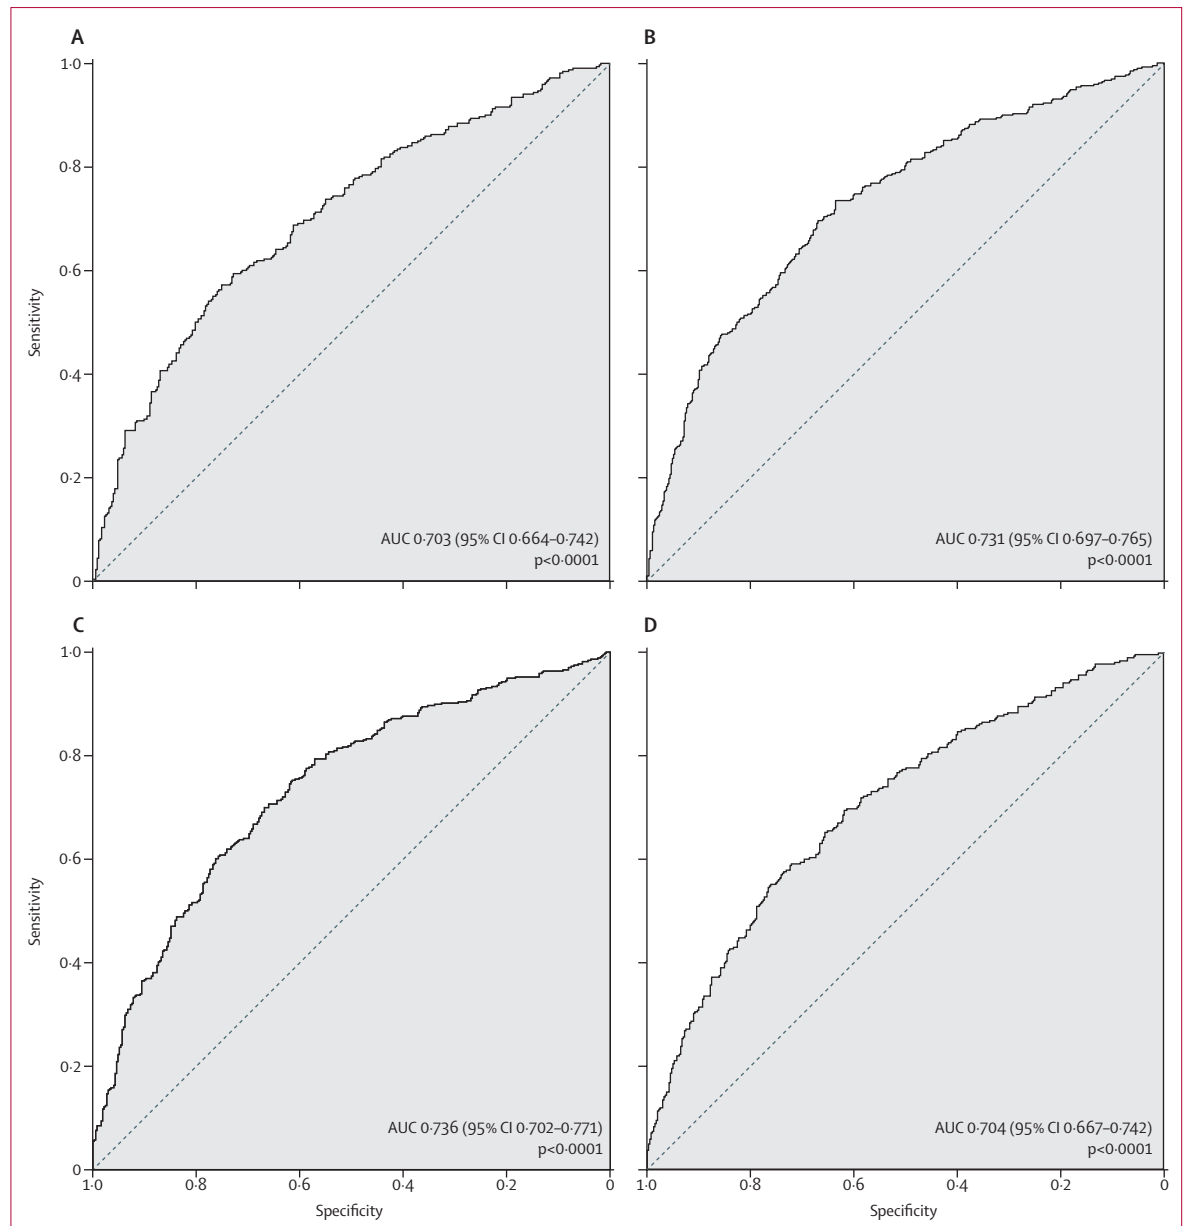 A
B
1·0
0·8
0·6
0·4
0·2
0
Sensitivity
AUC 0·703 (95% CI 0·664–0·742)
p<0·0001
AUC 0·731 (95% CI 0·697–0·765)
p<0·0001
C
D
1·0
0·8
0·6
0·4
0·2
0
Sensitivity
AUC 0·736 (95% CI 0·702–0·771)
p<0·0001
AUC 0·704 (95% CI 0·667–0·742)
p<0·0001
1·0 0·8 0·6 0·4 0·2 0
Specificity
1·0 0·8 0·6 0·4 0·2 0
Specificity